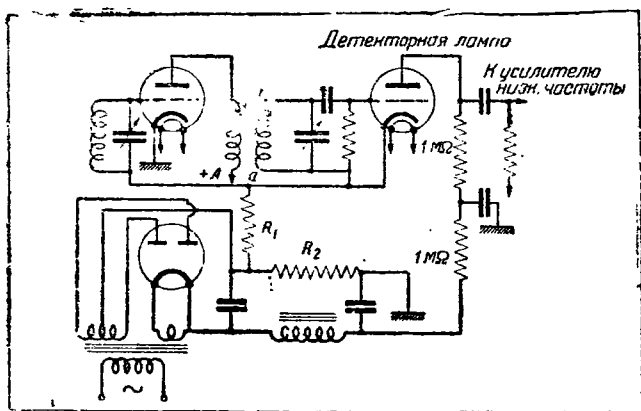 Детекторная лампа
К усилителю
низк. частоты
1 MΩ
+A
a
R₁
R₂
1 MΩ
~